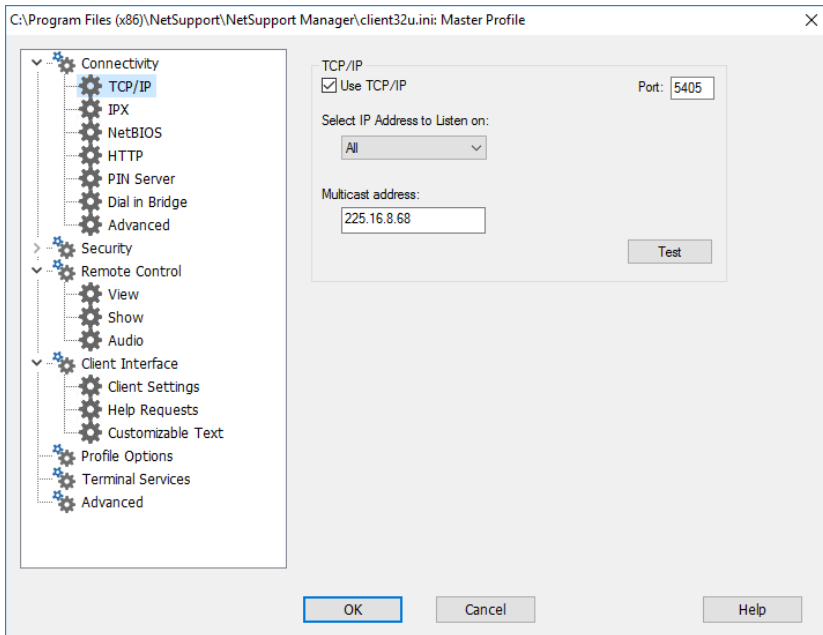 C:\Program Files (x86)\NetSupport\NetSupport Manager\client32u.ini: Master Profile
Connectivity
TCP/IP
IPX
NetBIOS
HTTP
PIN Server
Dial in Bridge
Advanced
Security
Remote Control
View
Show
Audio
Client Interface
Client Settings
Help Requests
Customizable Text
Profile Options
Terminal Services
Advanced
TCP/IP
Use TCP/IP
Port: 5405
Select IP Address to Listen on:
All
Multicast address:
225.16.8.68
Test
OK
Cancel
Help